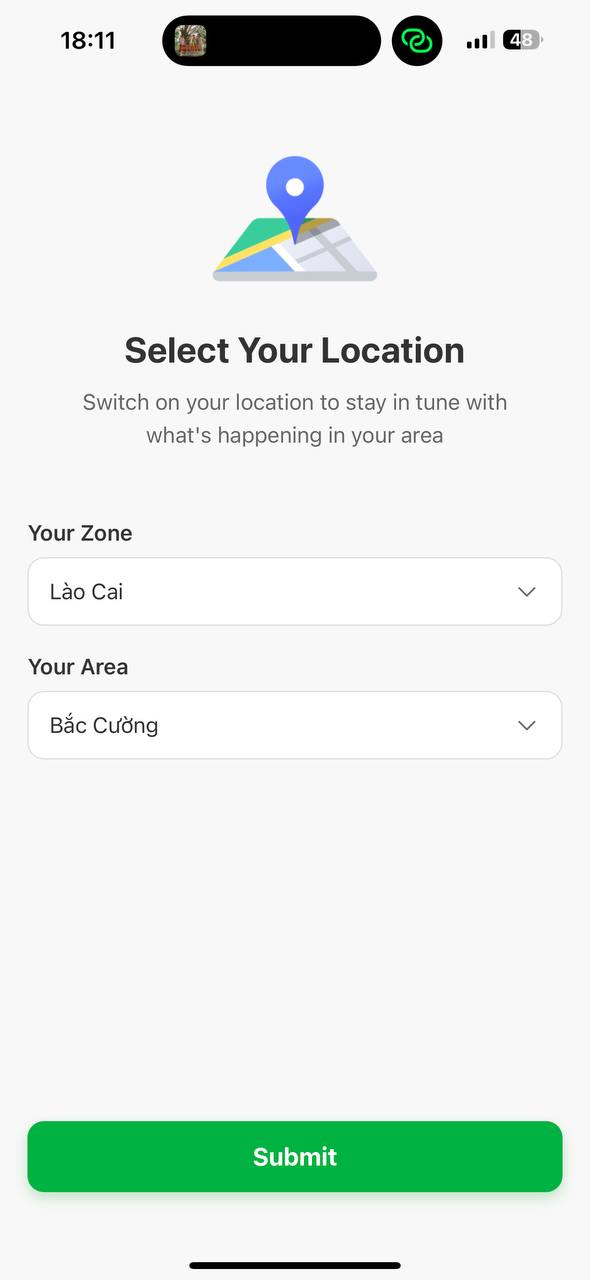 18:11
48
Select Your Location
Switch on your location to stay in tune with
what's happening in your area
Your Zone
Lào Cai
Your Area
Bắc Cường
Submit